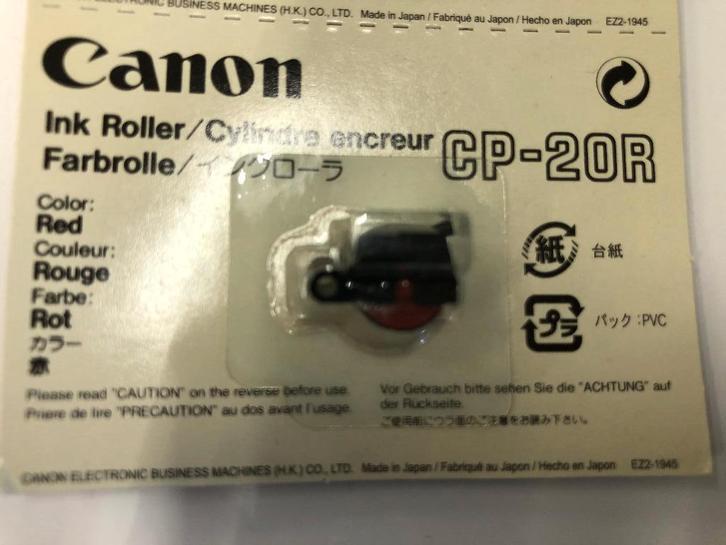 ELECTRONIC BUSINESS MACHINES (H.K.) CO., LTD. Made in Japan / Fabriqué au Japon / Hecho en Japon EZ2-1945
Canon
Ink Roller/Cylindre encreur CP-20R
Farbrolle/インクローラ
Color:
Red
Couleur:
Rouge
Farbe:
Rot
カラー
赤
紙 台紙
プラ パック:PVC
Please read "CAUTION" on the reverse before use.
Priere de lire "PRECAUTION" au dos avant l'usage.
Vor Gebrauch bitte sehen Sie die "ACHTUNG" auf
der Rückseite.
ご使用前にウラ面のご注意をお読み下さい。
CANON ELECTRONIC BUSINESS MACHINES (H.K.) CO., LTD. Made in Japan / Fabriqué au Japon / Hecho en Japon EZ2-1945